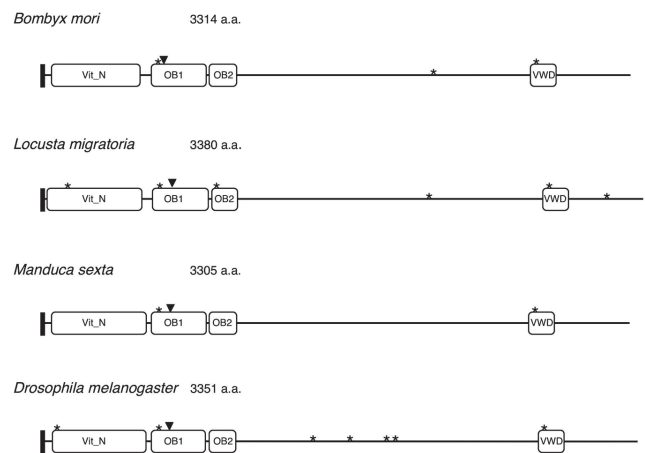 Bombyx mori 3314 a.a.
* *  * *
Vit_N OB1 OB2 VWD
Locusta migratoria 3380 a.a.
* * * * * *
Vit_N OB1 OB2 VWD
Manduca sexta 3305 a.a.
* *
Vit_N OB1 OB2 VWD
Drosophila melanogaster 3351 a.a.
* * * * * * *
Vit_N OB1 OB2 VWD